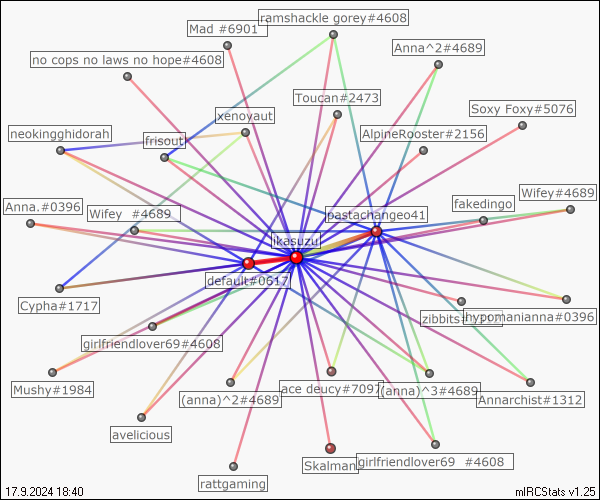 ramshackle gorey#4608
Mad #6901
Anna^2#4689
no cops no laws no hope#4608
Toucan#2473
Soxy Foxy#5076
xenoyaut
neokingghidorah
frisout
AlpineRooster#2156
Wifey#4689
fakedingo
Anna.#0396
Wifey #4689
pastachangeo41
likasuzu
default#0617
Cypha#1717
zibbits
hypomanianna#0396
girlfriendlover69#4608
Mushy#1984
(anna)^2#4689
ace deucy#7097
(anna)^3#4689
Annarchist#1312
avelicious
rattgaming
Skalman
girlfriendlover69 #4608
17.9.2024 18:40
mIRCStats v1.25